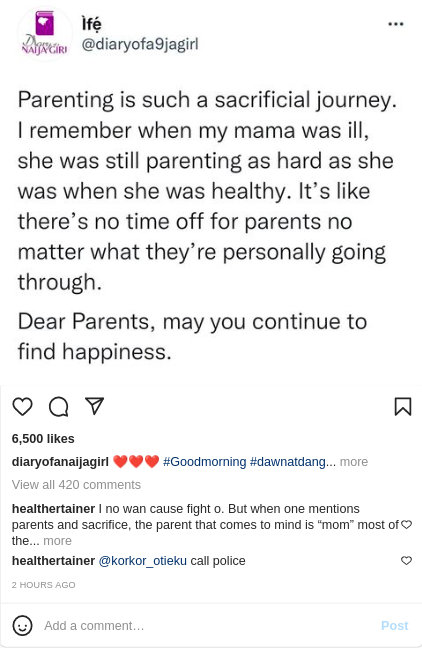 Ìfẹ́
@diaryofa9jagirl
Diary
NAIJA GIRL
Parenting is such a sacrificial journey.
I remember when my mama was ill,
she was still parenting as hard as she
was when she was healthy. It's like
there's no time off for parents no
matter what they're personally going
through.
Dear Parents, may you continue to
find happiness.
6,500 likes
diaryofanaijagirl ❤️❤️❤️ #Goodmorning #dawnatdang... more
View all 420 comments
healthertainer I no wan cause fight o. But when one mentions
parents and sacrifice, the parent that comes to mind is “mom” most of
the... more
healthertainer @korkor_otieku call police
2 HOURS AGO
Add a comment… Post